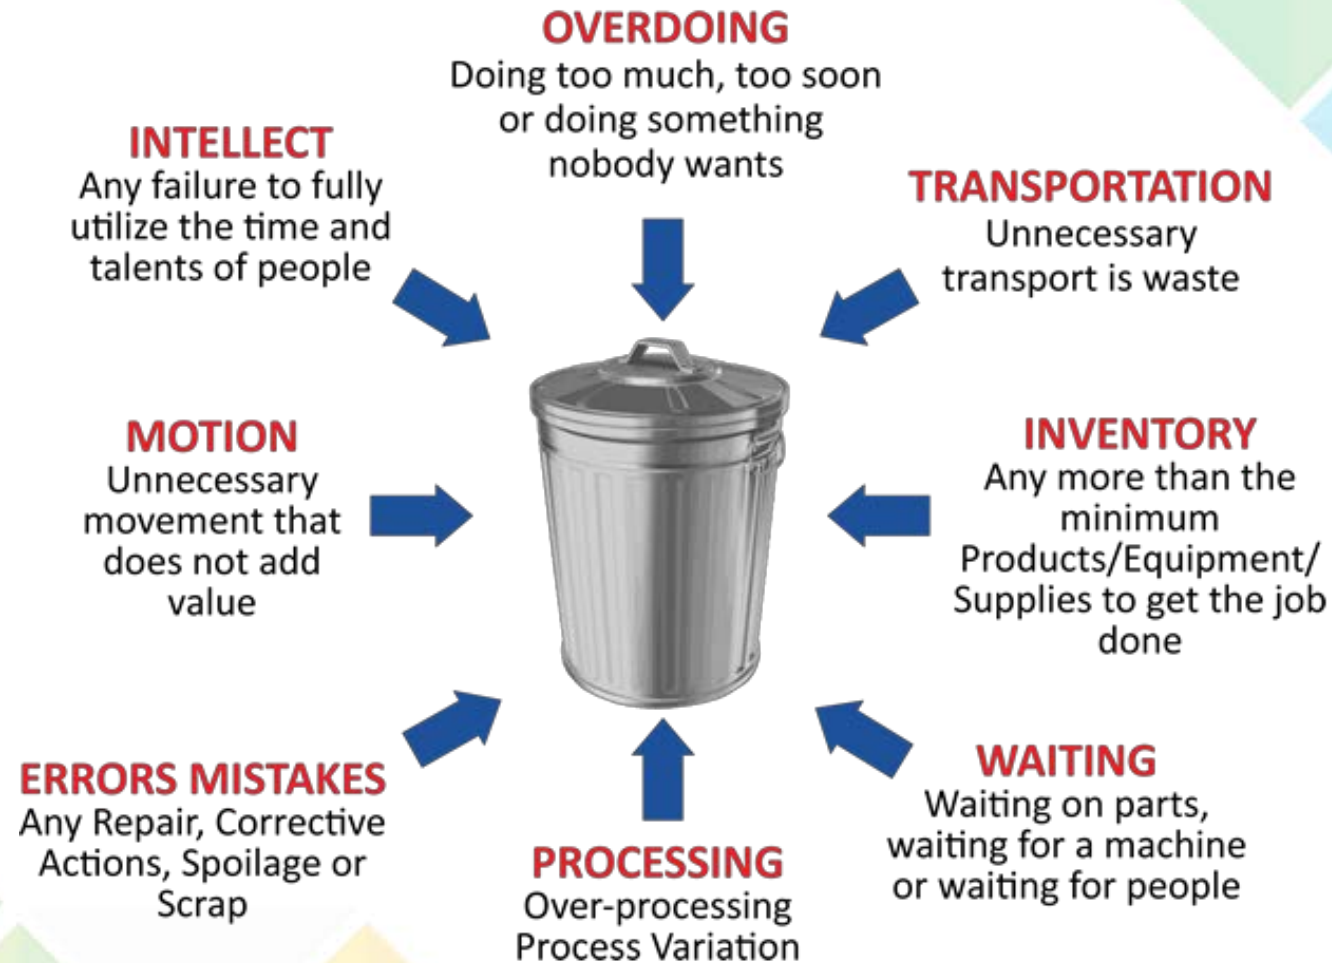 OVERDOING
Doing too much, too soon
or doing something
nobody wants
INTELLECT
Any failure to fully
utilize the time and
talents of people
TRANSPORTATION
Unnecessary
transport is waste
MOTION
Unnecessary
movement that
does not add
value
INVENTORY
Any more than the
minimum
Products/Equipment/
Supplies to get the job
done
ERRORS MISTAKES
Any Repair, Corrective
Actions, Spoilage or
Scrap
PROCESSING
Over-processing
Process Variation
WAITING
Waiting on parts,
waiting for a machine
or waiting for people